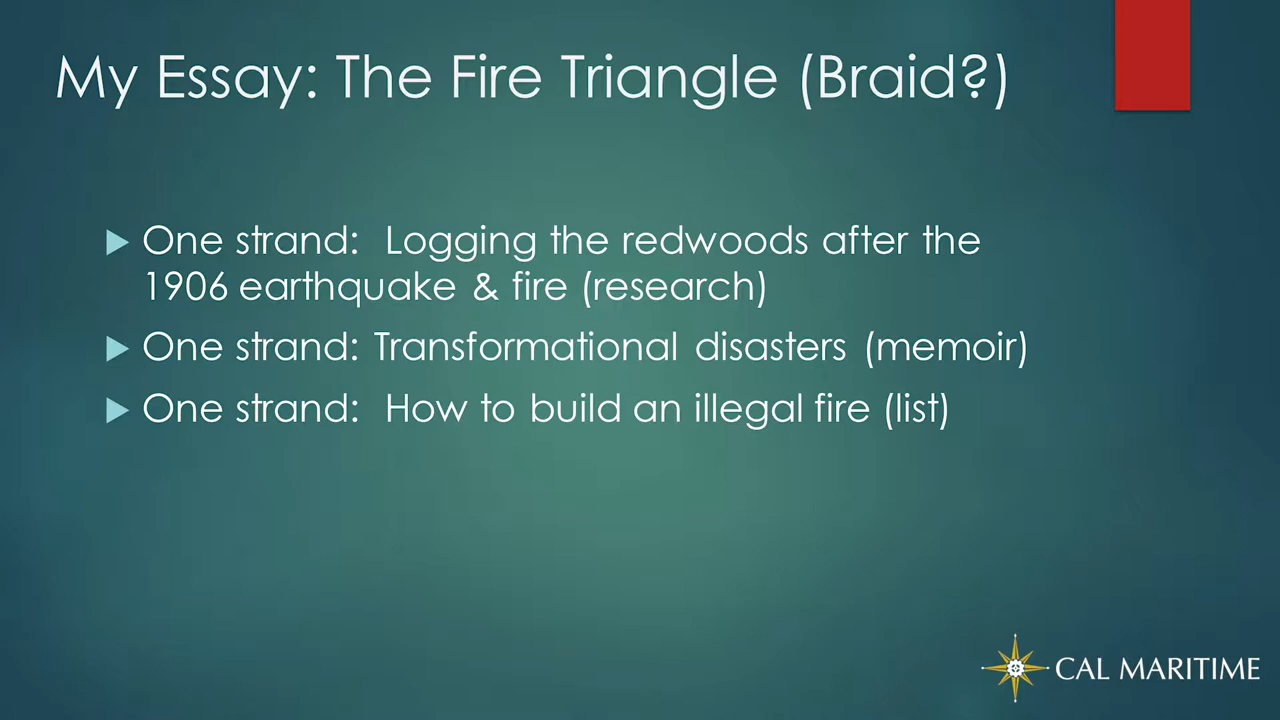 My Essay: The Fire Triangle (Braid?)
One strand: Logging the redwoods after the
1906 earthquake & fire (research)
One strand: Transformational disasters (memoir)
One strand: How to build an illegal fire (list)
CAL MARITIME